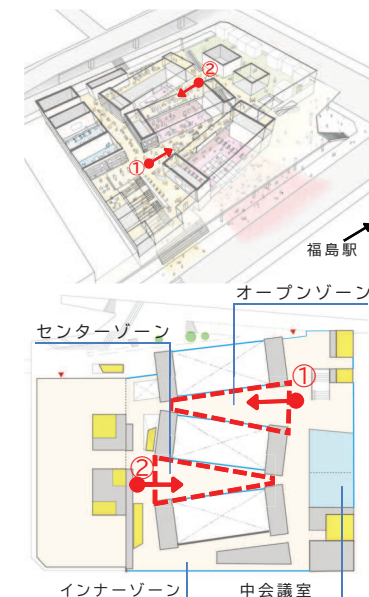 ②
①
福島駅
オープンゾーン
センターゾーン
①
②
インナーゾーン
中会議室